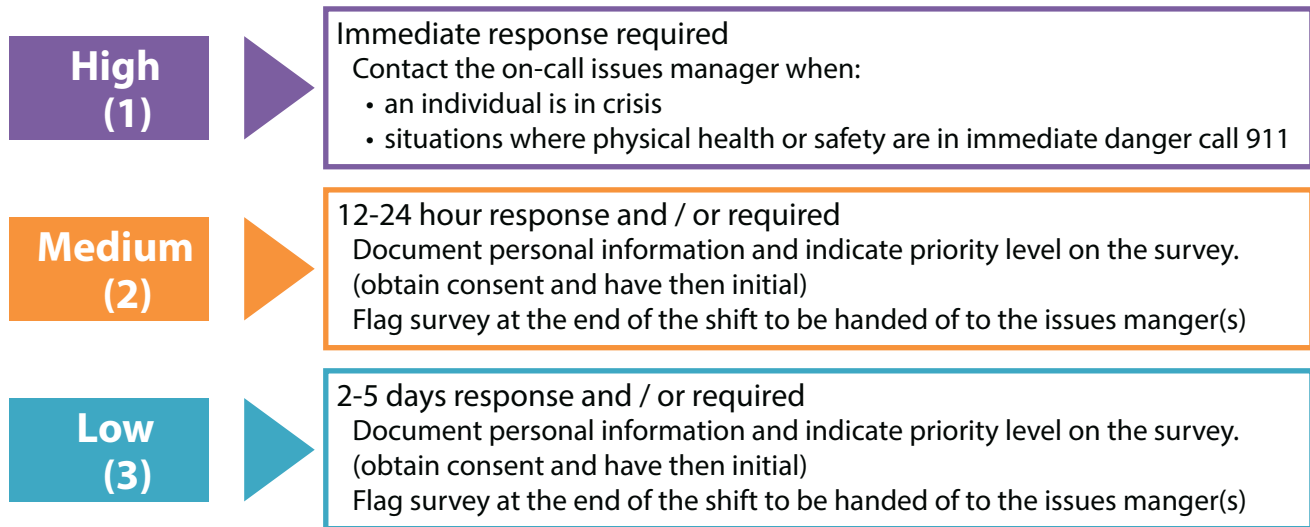 High
(1)
Immediate response required
Contact the on-call issues manager when:
• an individual is in crisis
• situations where physical health or safety are in immediate danger call 911
Medium
(2)
12-24 hour response and / or required
Document personal information and indicate priority level on the survey.
(obtain consent and have then initial)
Flag survey at the end of the shift to be handed of to the issues manger(s)
Low
(3)
2-5 days response and / or required
Document personal information and indicate priority level on the survey.
(obtain consent and have then initial)
Flag survey at the end of the shift to be handed of to the issues manger(s)